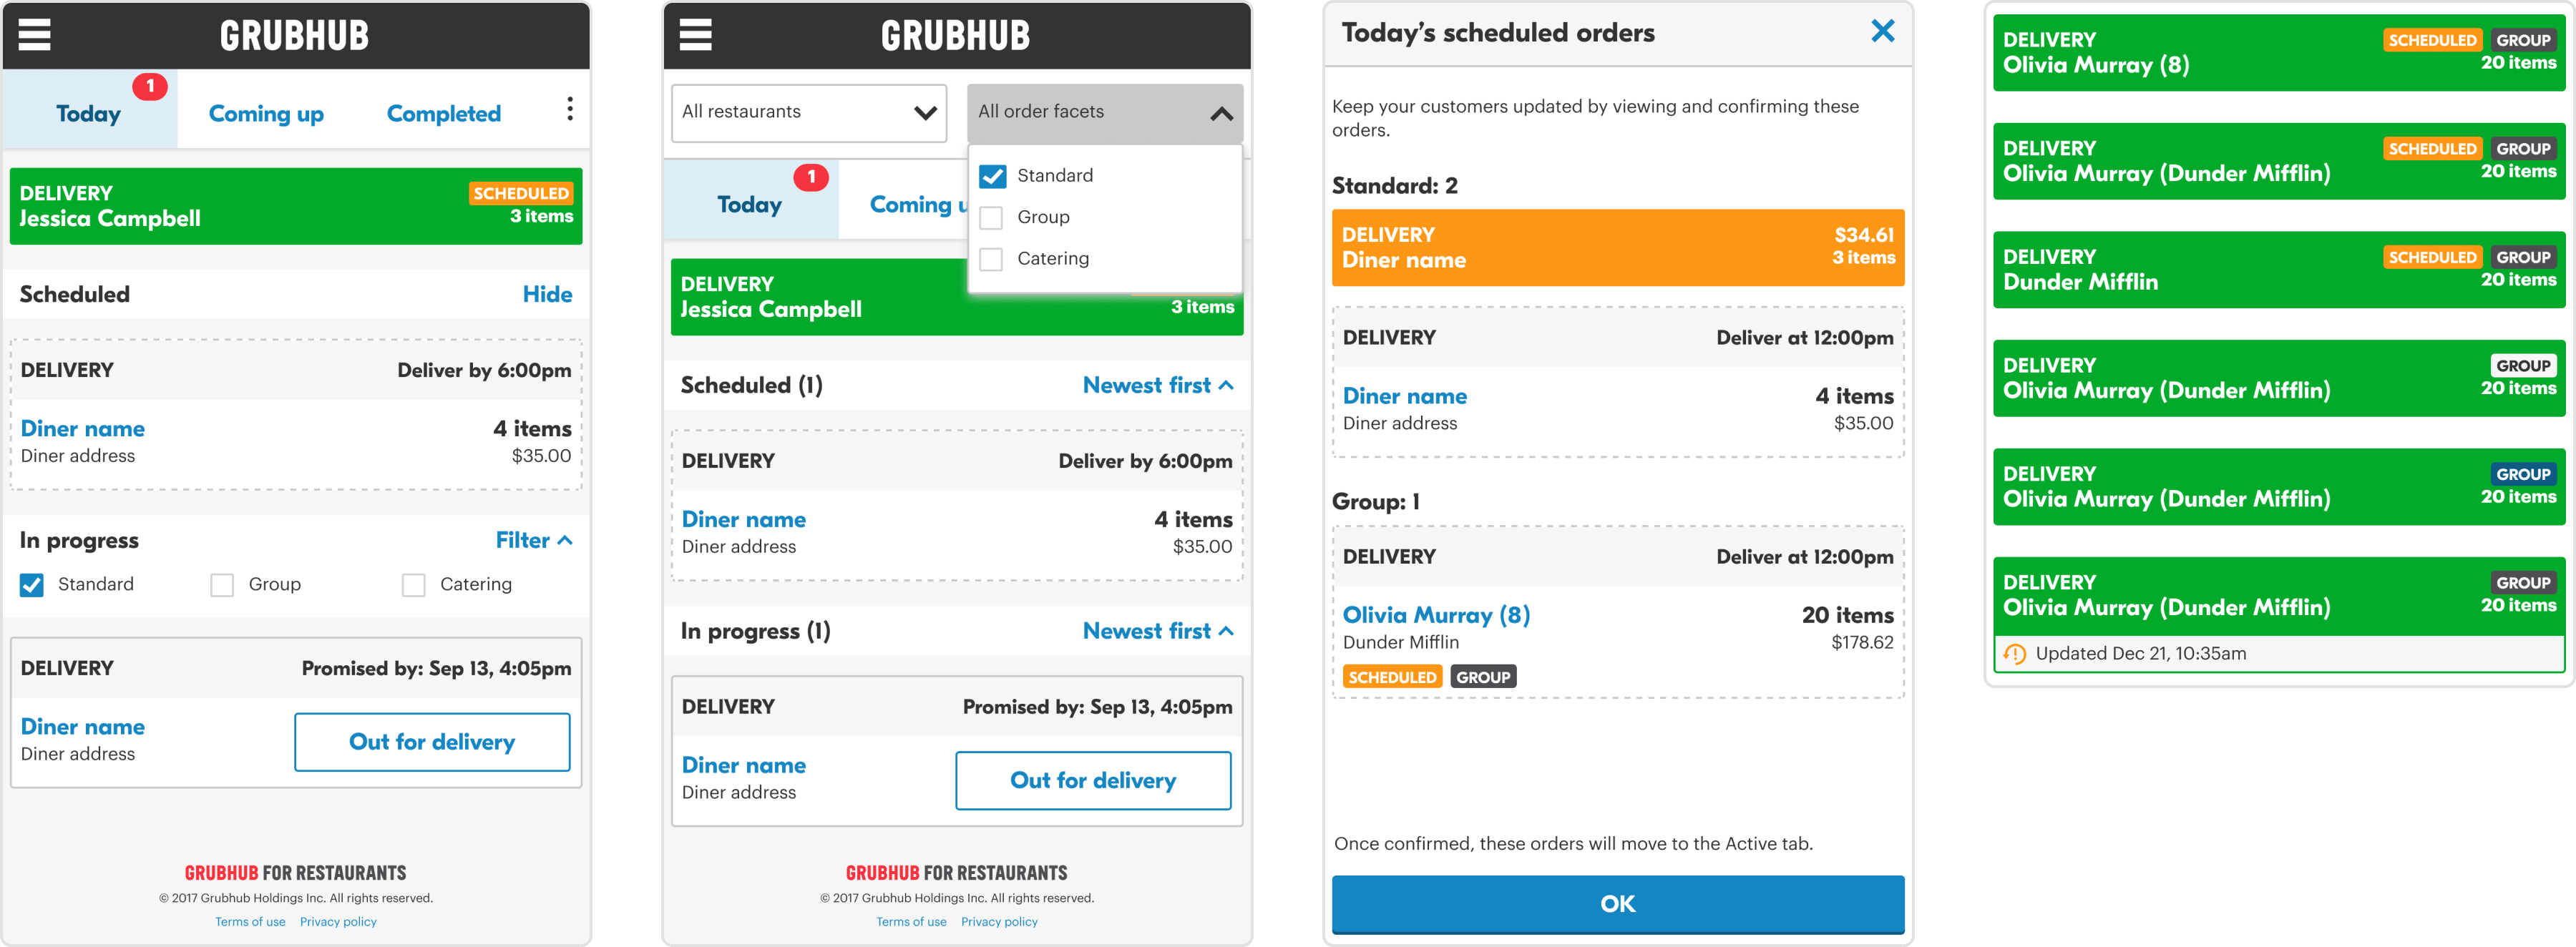 GRUBHUB
Today
1
Coming up
Completed
DELIVERY
SCHEDULED
Jessica Campbell
3 items
Scheduled
Hide
DELIVERY
Deliver by 6:00pm
Diner name
4 items
Diner address
$35.00
In progress
Filter
Standard
Group
Catering
DELIVERY
Promised by: Sep 13, 4:05pm
Diner name
Diner address
Out for delivery
GRUBHUB FOR RESTAURANTS
© 2017 Grubhub Holdings Inc. All rights reserved.
Terms of use
Privacy policy
GRUBHUB
All restaurants
All order facets
Standard
Group
Catering
Today
1
Coming u
DELIVERY
Jessica Campbell
3 items
Scheduled (1)
Newest first
DELIVERY
Deliver by 6:00pm
Diner name
4 items
Diner address
$35.00
In progress (1)
Newest first
DELIVERY
Promised by: Sep 13, 4:05pm
Diner name
Diner address
Out for delivery
GRUBHUB FOR RESTAURANTS
© 2017 Grubhub Holdings Inc. All rights reserved.
Terms of use
Privacy policy
Today's scheduled orders
Keep your customers updated by viewing and confirming these
orders.
Standard: 2
DELIVERY
$34.61
Diner name
3 items
DELIVERY
Deliver at 12:00pm
Diner name
4 items
Diner address
$35.00
Group: 1
DELIVERY
Deliver at 12:00pm
Olivia Murray (8)
20 items
Dunder Mifflin
$178.62
SCHEDULED
GROUP
Once confirmed, these orders will move to the Active tab.
OK
DELIVERY
SCHEDULED
GROUP
Olivia Murray (8)
20 items
DELIVERY
SCHEDULED
GROUP
Olivia Murray (Dunder Mifflin)
20 items
DELIVERY
SCHEDULED
GROUP
Dunder Mifflin
20 items
DELIVERY
GROUP
Olivia Murray (Dunder Mifflin)
20 items
DELIVERY
GROUP
Olivia Murray (Dunder Mifflin)
20 items
DELIVERY
GROUP
Olivia Murray (Dunder Mifflin)
20 items
Updated Dec 21, 10:35am